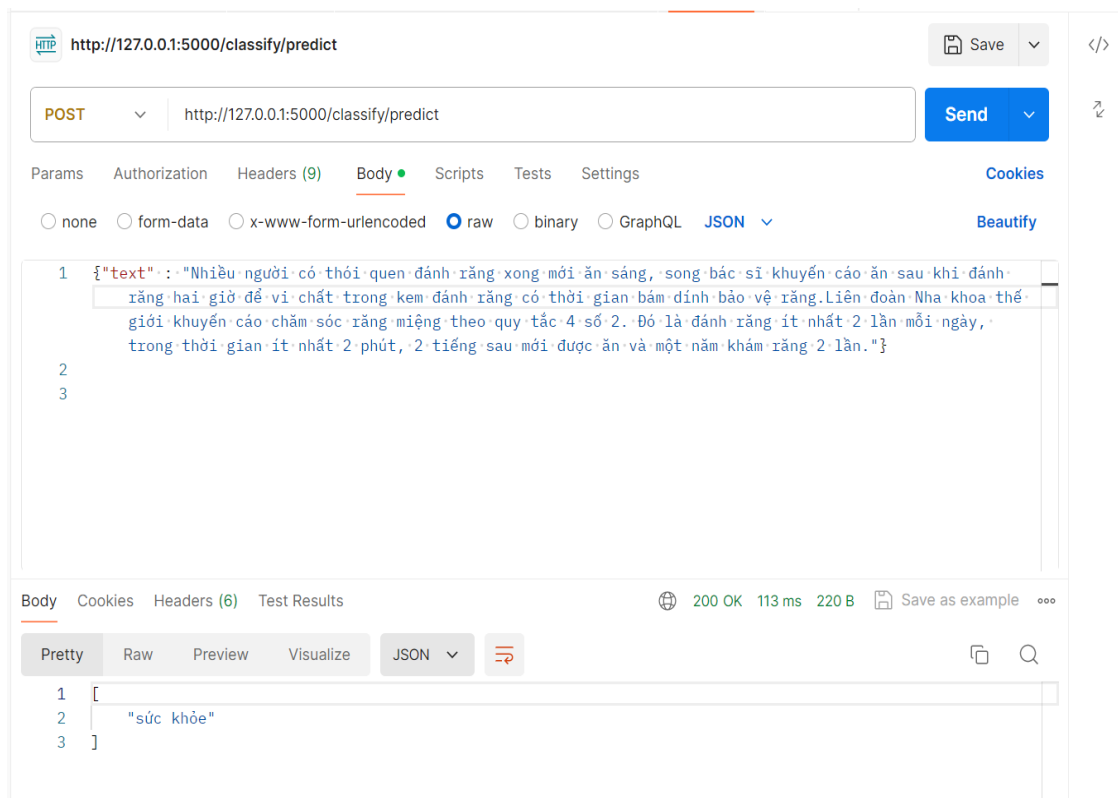 HTTP http://127.0.0.1:5000/classify/predict Save </>
POST http://127.0.0.1:5000/classify/predict Send
Params Authorization Headers (9) Body Scripts Tests Settings Cookies
none form-data x-www-form-urlencoded raw binary GraphQL JSON Beautify
1 {"text" : "Nhiều người có thói quen đánh răng xong mới ăn sáng, song bác sĩ khuyến cáo ăn sau khi đánh
răng hai giờ để vi chất trong kem đánh răng có thời gian bám dính bảo vệ răng.Liên đoàn Nha khoa thế
giới khuyến cáo chăm sóc răng miệng theo quy tắc 4 số 2. Đó là đánh răng ít nhất 2 lần mỗi ngày,
trong thời gian ít nhất 2 phút, 2 tiếng sau mới được ăn và một năm khám răng 2 lần."}
2
3
Body Cookies Headers (6) Test Results 200 OK 113 ms 220 B Save as example
Pretty Raw Preview Visualize JSON
1 [
2 "sức khỏe"
3 ]